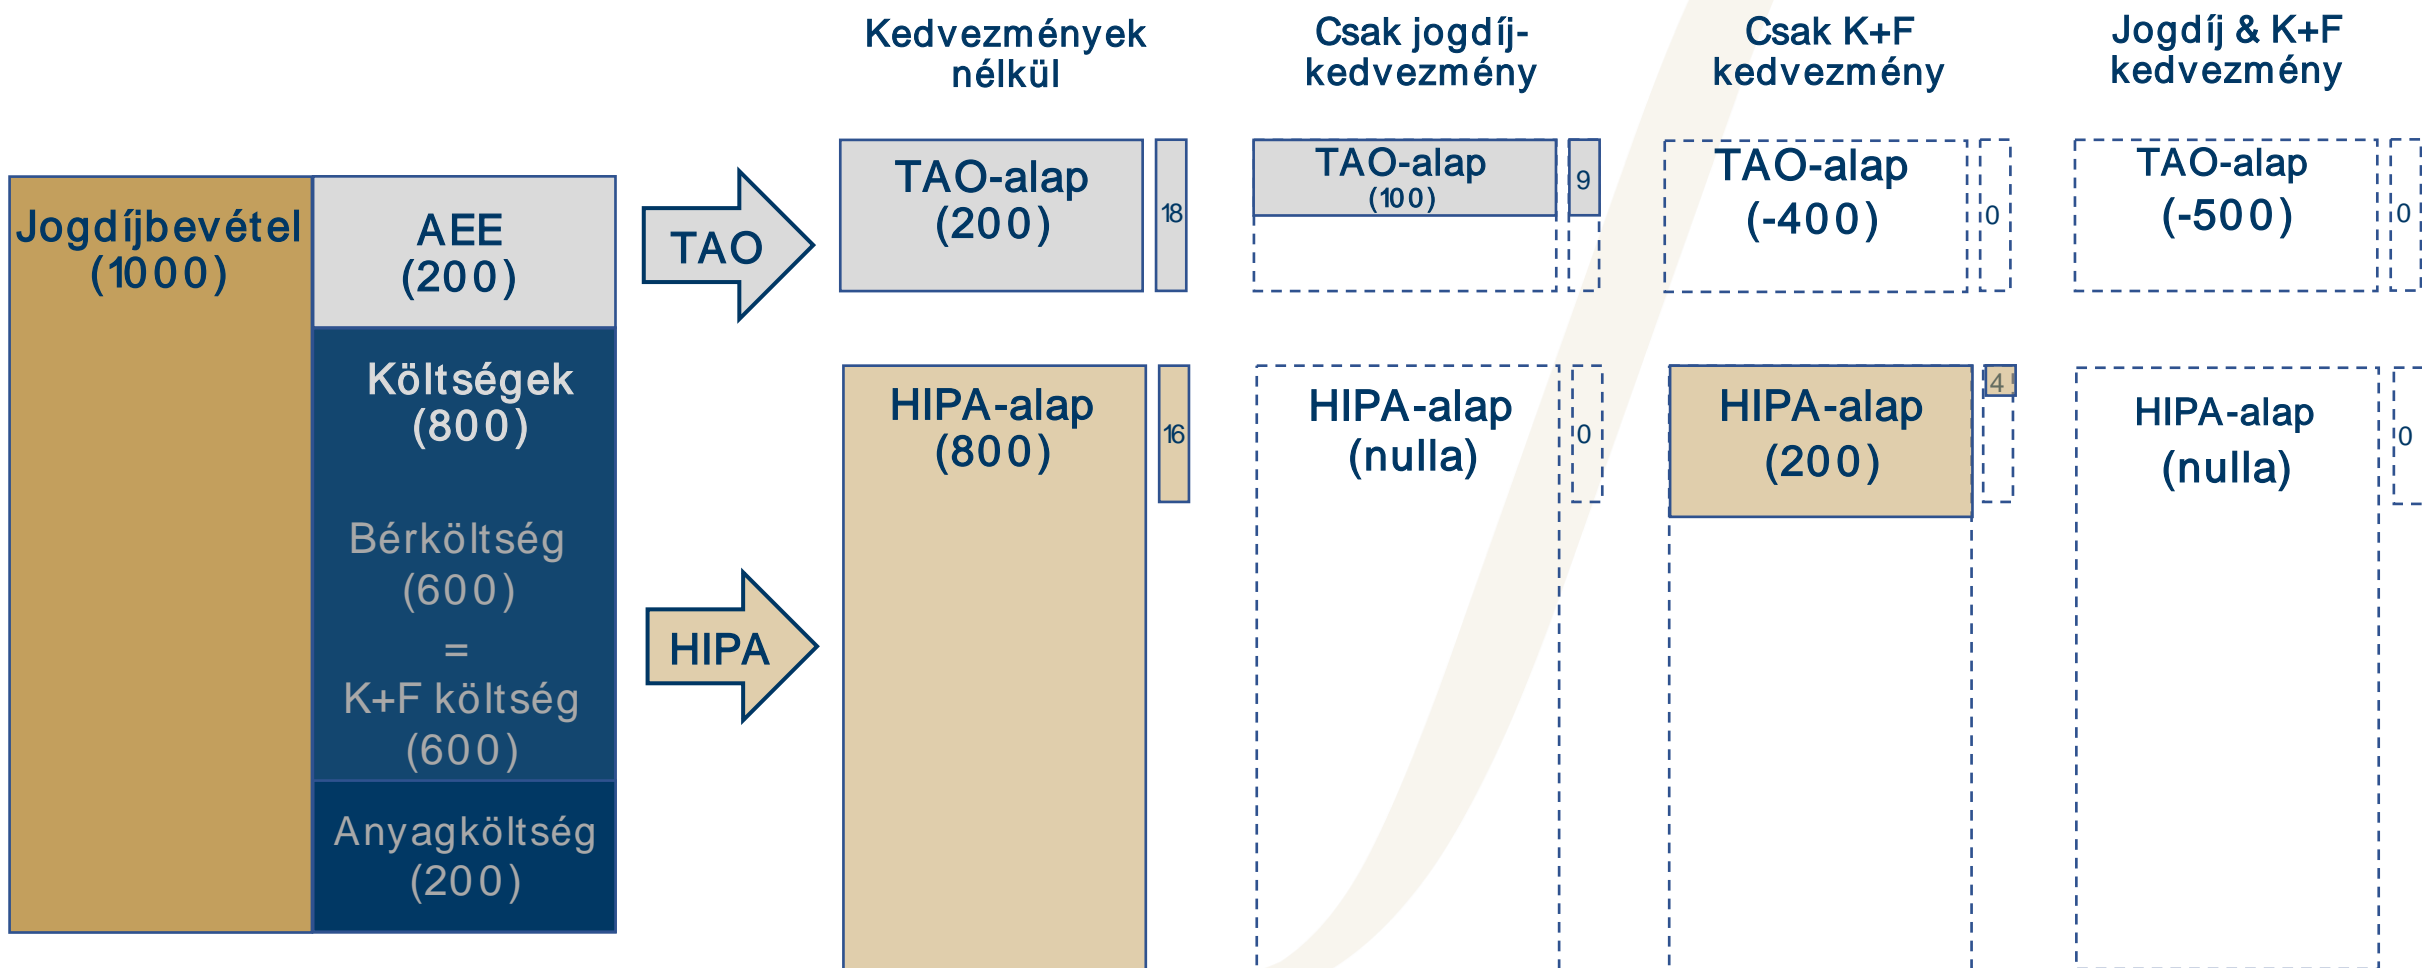 Kedvezmények
nélkül
Csak jogdíj-
kedvezmény
Csak K+F
kedvezmény
Jogdíj & K+F
kedvezmény
Jogdíjbevétel
(1000)
AEE
(200)
Költségek
(800)
Bérköltség
(600)
=
K+F költség
(600)
Anyagköltség
(200)
TAO
TAO-alap
(200)
18
TAO-alap
(100)
9
TAO-alap
(-400)
0
TAO-alap
(-500)
0
HIPA
HIPA-alap
(800)
16
HIPA-alap
(nulla)
0
HIPA-alap
(200)
4
HIPA-alap
(nulla)
0